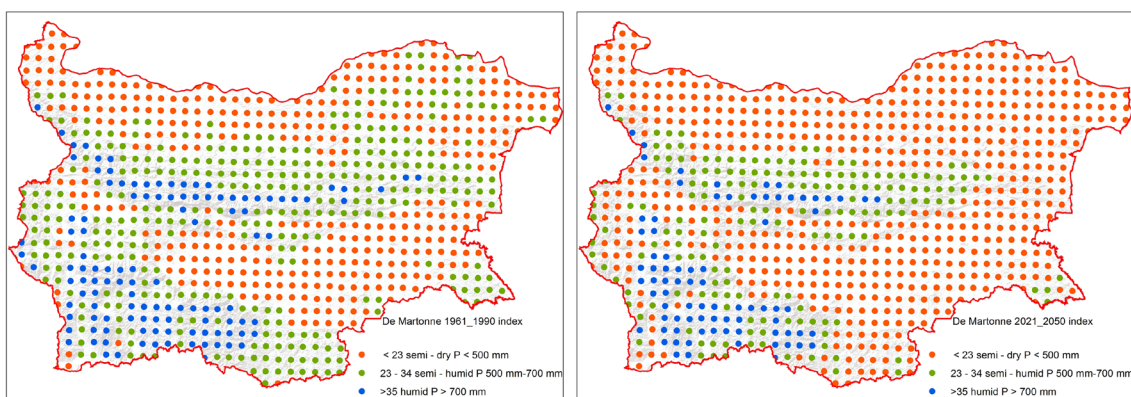 De Martonne 1961_1990 index
< 23 semi - dry P < 500 mm
23 - 34 semi - humid P 500 mm-700 mm
>35 humid P > 700 mm
De Martonne 2021_2050 index
< 23 semi - dry P < 500 mm
23 - 34 semi - humid P 500 mm-700 mm
>35 humid P > 700 mm